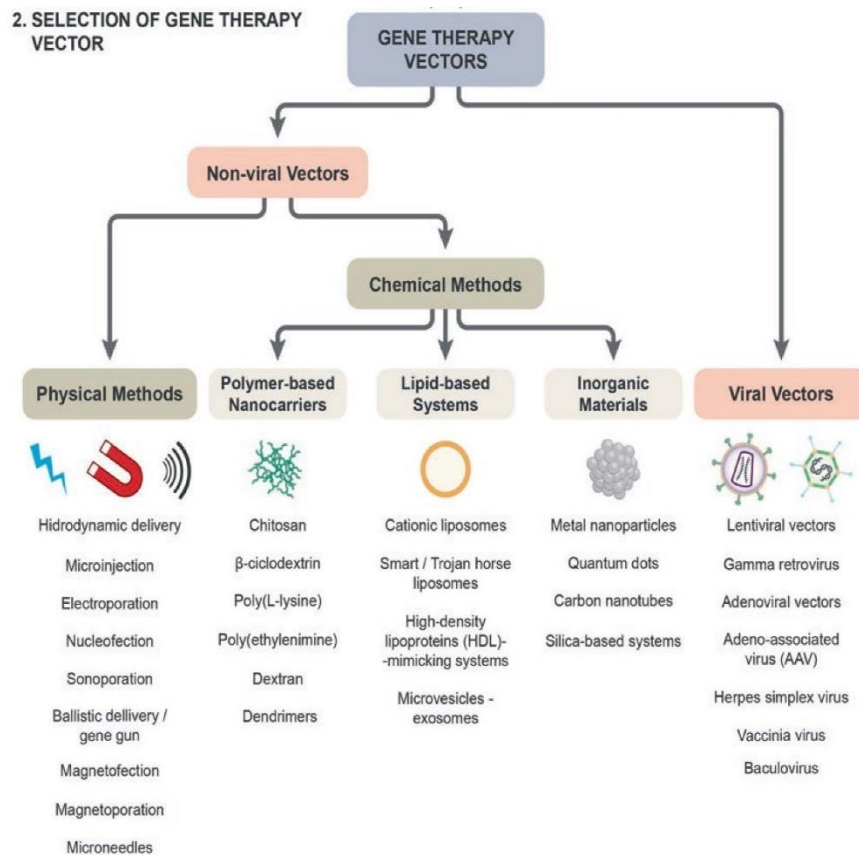 2. SELECTION OF GENE THERAPY
VECTOR
GENE THERAPY
VECTORS
Non-viral Vectors
Chemical Methods
Physical Methods
Polymer-based
Nanocarriers
Lipid-based
Systems
Inorganic
Materials
Viral Vectors
Hidrodynamic delivery
Microinjection
Electroporation
Nucleofection
Sonoporation
Ballistic dellivery /
gene gun
Magnetofection
Magnetoporation
Microneedles
Chitosan
β-ciclodextrin
Poly(L-lysine)
Poly(ethylenimine)
Dextran
Dendrimers
Cationic liposomes
Smart / Trojan horse
liposomes
High-density
lipoproteins (HDL)-
-mimicking systems
Microvesicles -
exosomes
Metal nanoparticles
Quantum dots
Carbon nanotubes
Silica-based systems
Lentiviral vectors
Gamma retrovirus
Adenoviral vectors
Adeno-associated
virus (AAV)
Herpes simplex virus
Vaccinia virus
Baculovirus